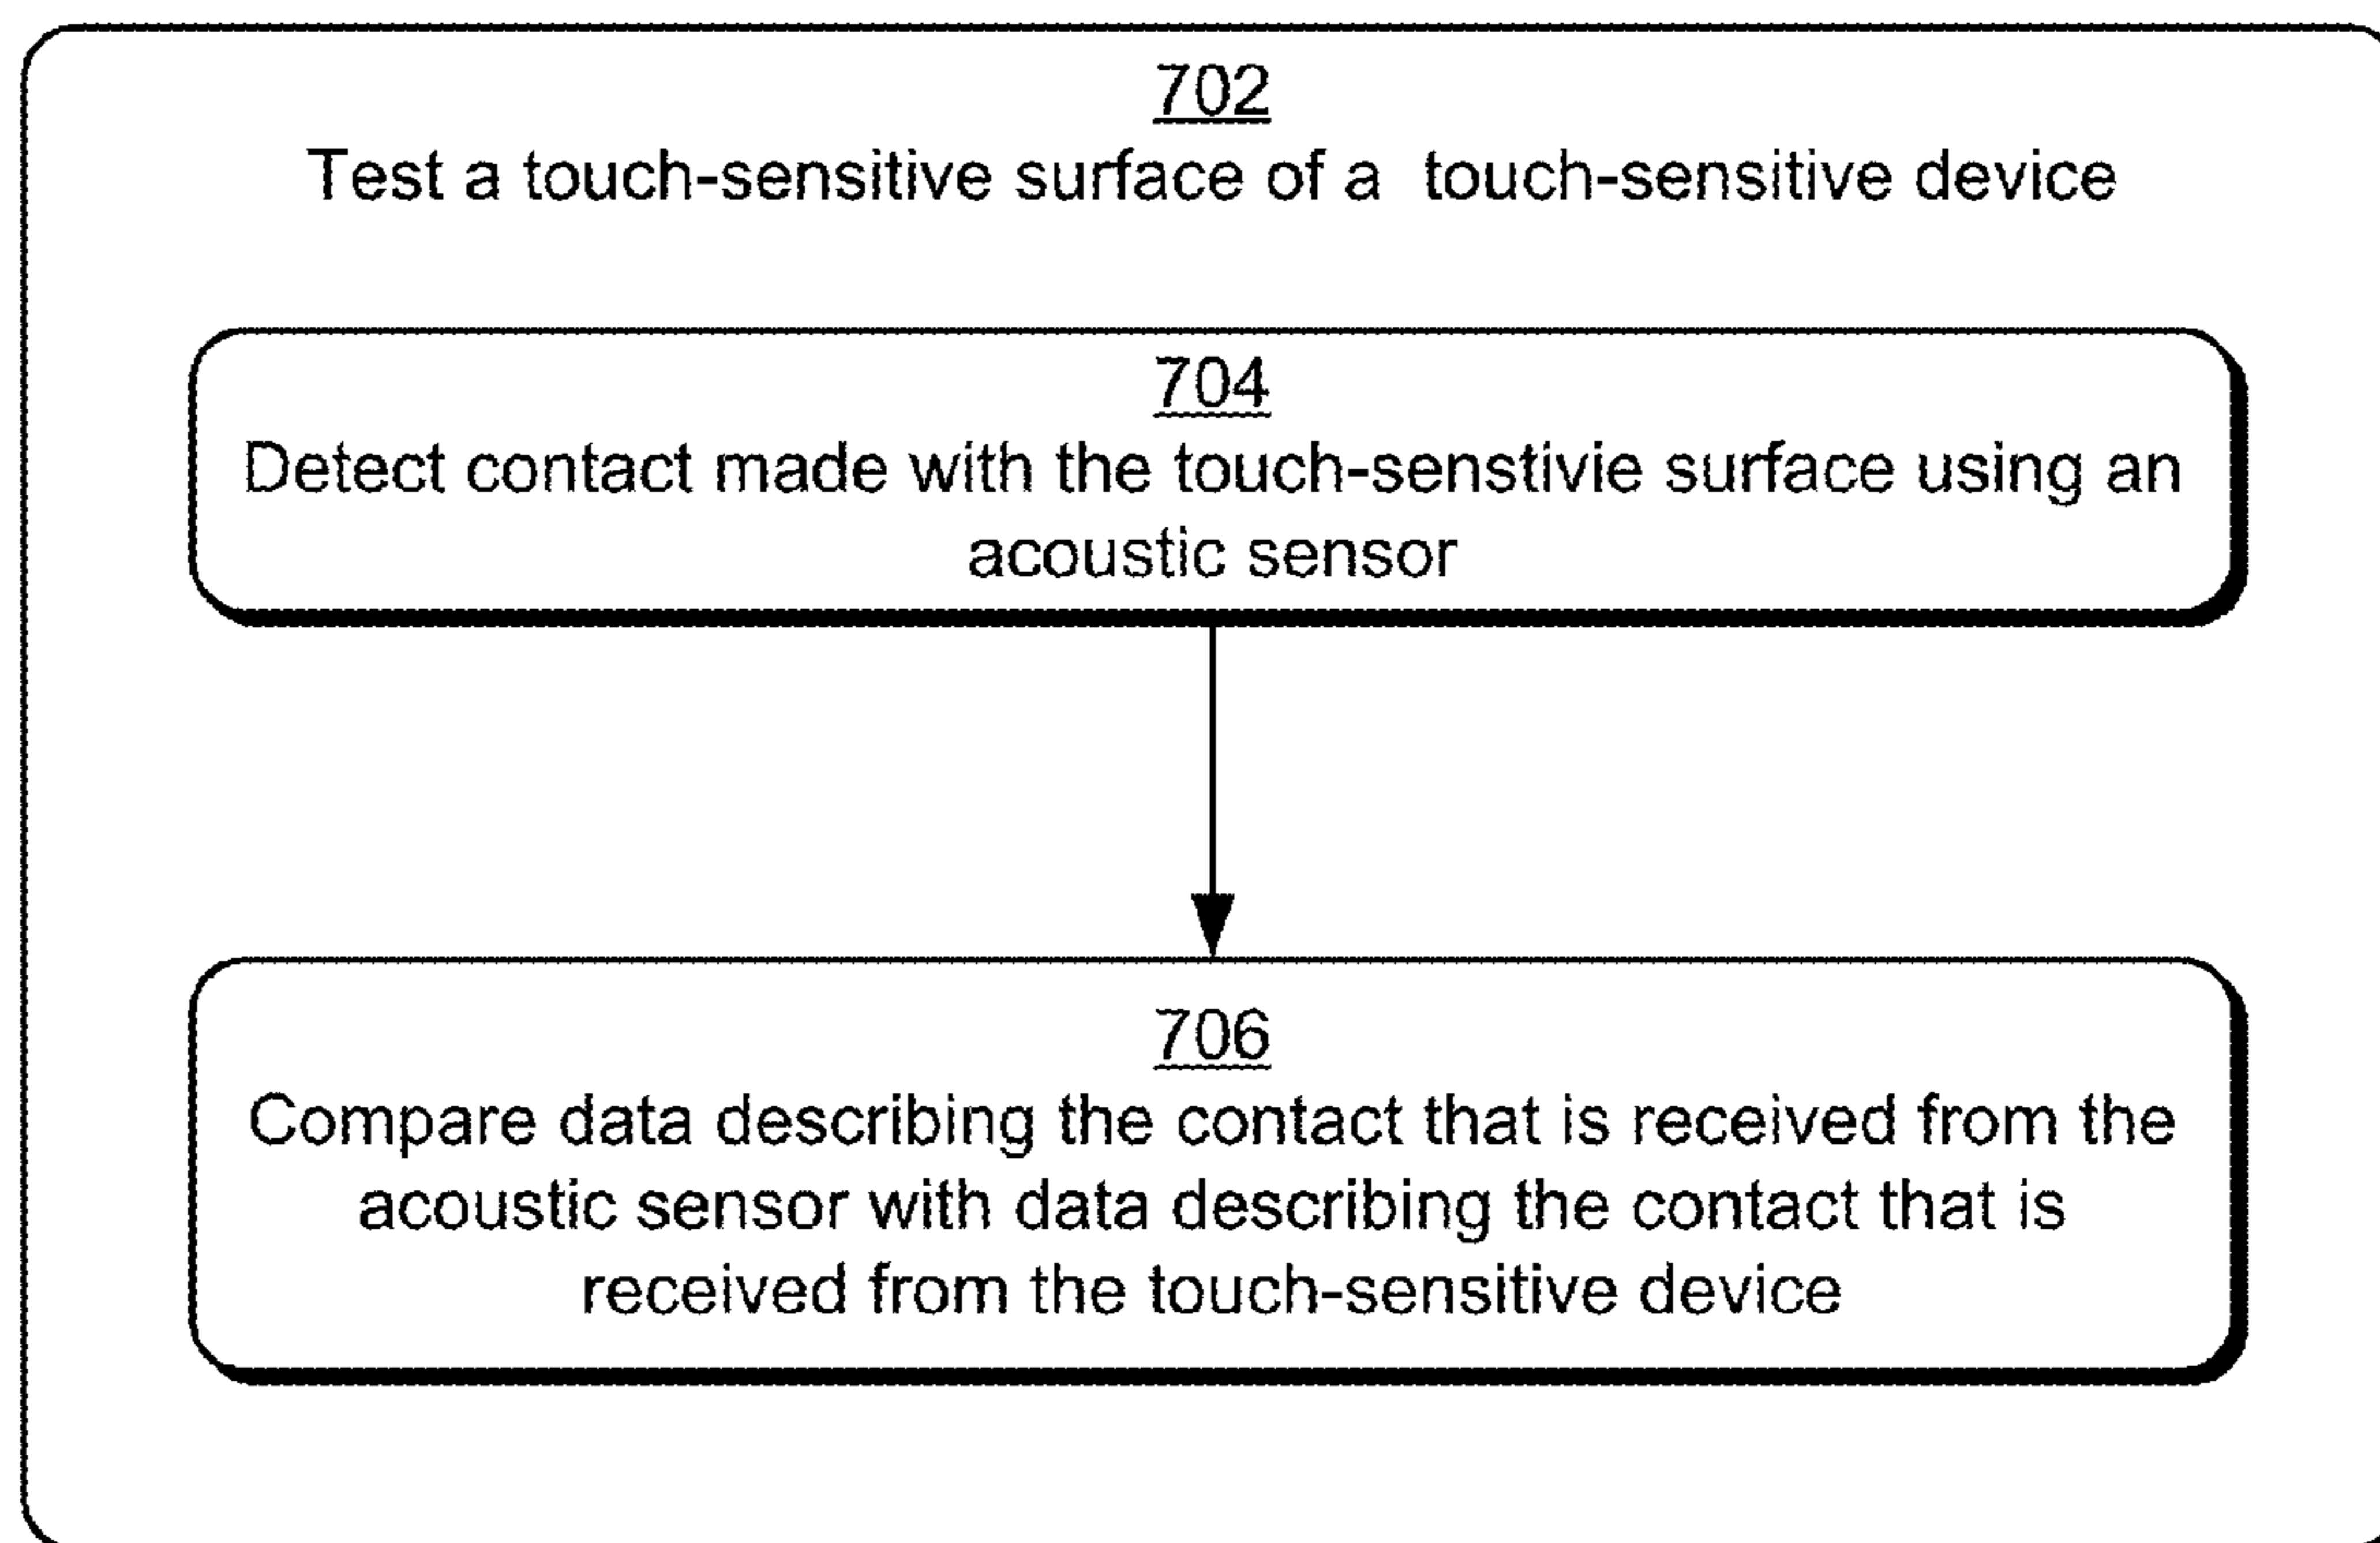 702
Test a touch-sensitive surface of a touch-sensitive device
704
Detect contact made with the touch-senstivie surface using an
acoustic sensor
706
Compare data describing the contact that is received from the
acoustic sensor with data describing the contact that is
received from the touch-sensitive device